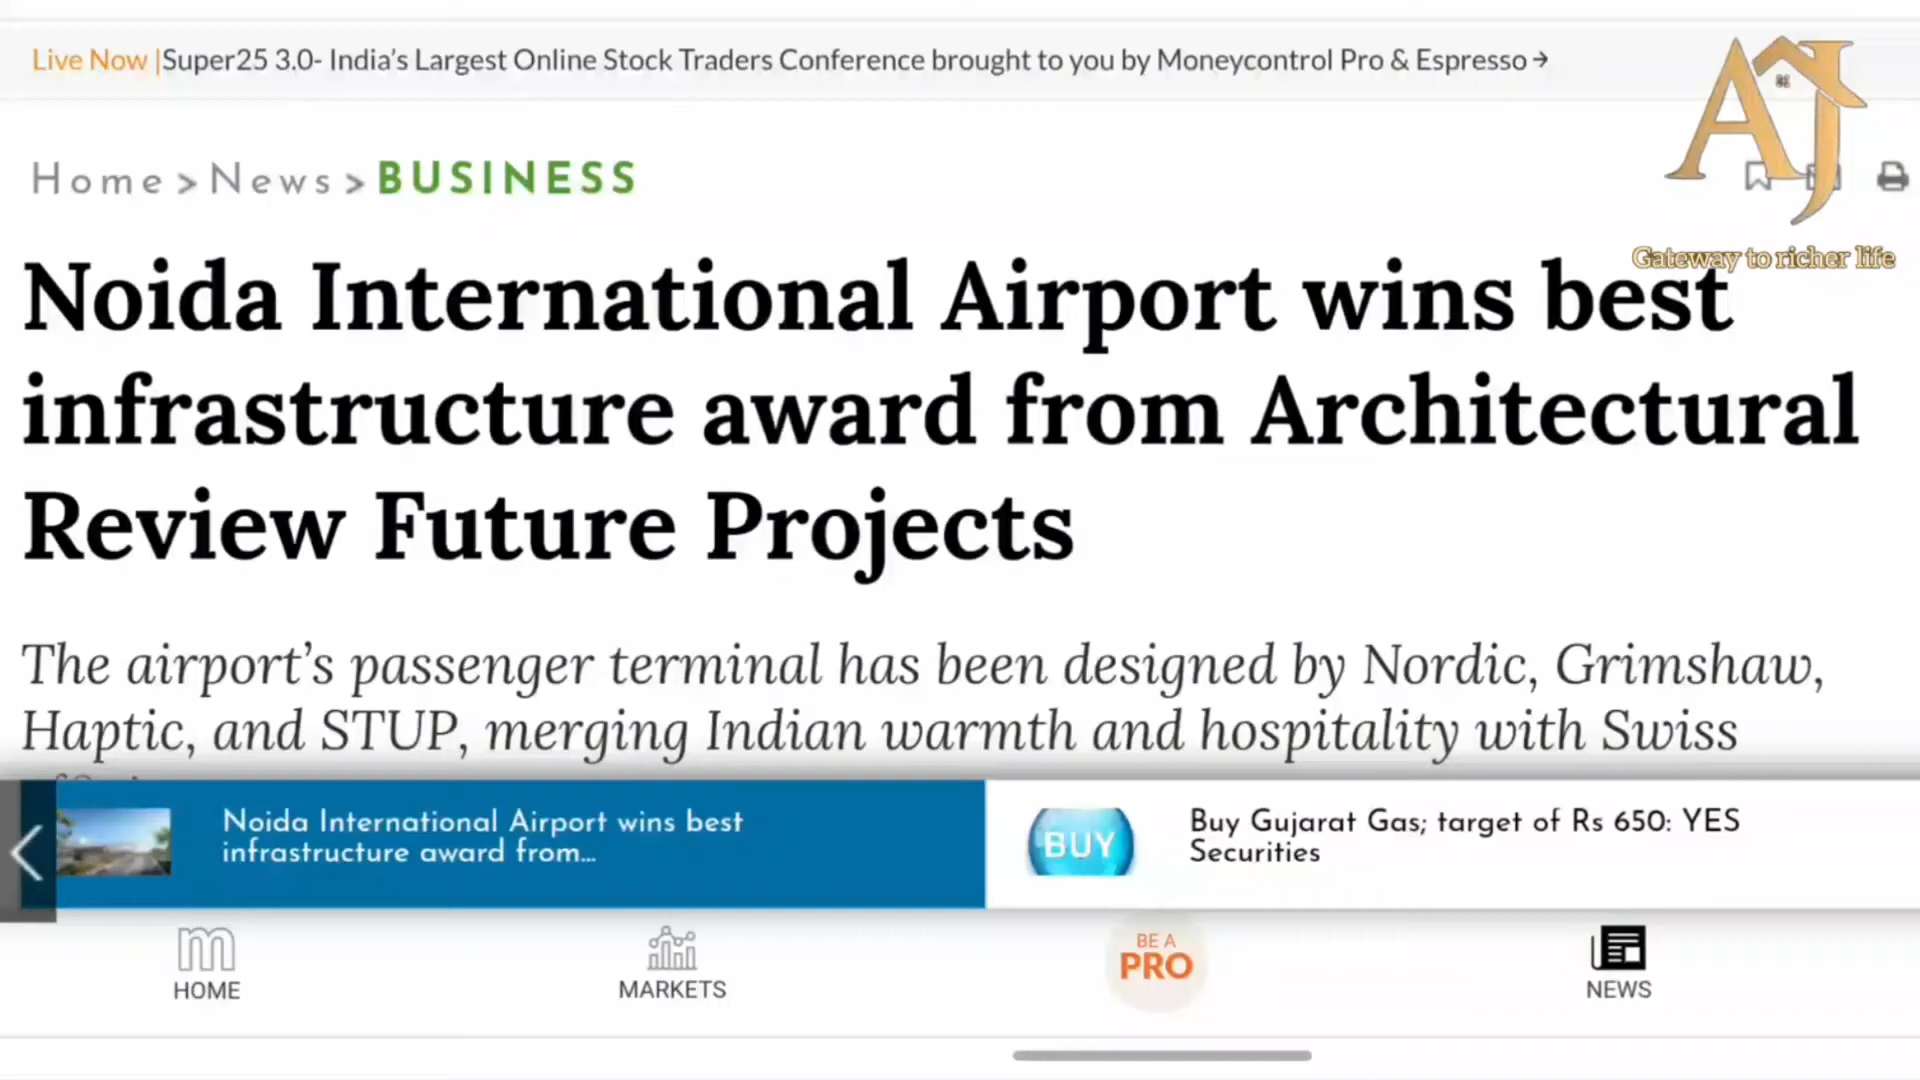 Live Now |Super25 3.0- India's Largest Online Stock Traders Conference brought to you by Moneycontrol Pro & Espresso →
AJ
Gateway to richer life
Home > News > BUSINESS
Noida International Airport wins best
infrastructure award from Architectural
Review Future Projects
The airport's passenger terminal has been designed by Nordic, Grimshaw,
Haptic, and STUP, merging Indian warmth and hospitality with Swiss
Noida International Airport wins best
infrastructure award from...
BUY
Buy Gujarat Gas; target of Rs 650: YES
Securities
m
HOME
MARKETS
BE A
PRO
NEWS